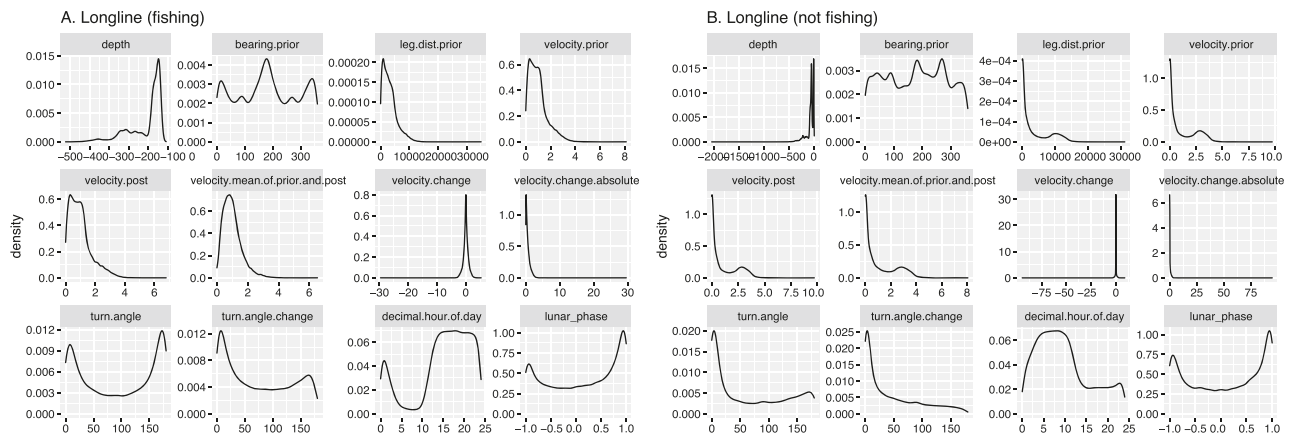 A. Longline (fishing)
B. Longline (not fishing)
depth bearing.prior leg.dist.prior velocity.prior
depth bearing.prior leg.dist.prior velocity.prior
0.015 0.004 0.00020 0.6
0.010 0.003 0.00015 0.4
0.005 0.002 0.00010 0.2
0.001 0.00005
0.000 0.000 0.00000 0.0
−500 −300 −200 −100 0 0 100 200 300 0 10000 20000 30000 0 2 4 6 8
0.015 0.003 4e−04 1.0
0.010 0.002 3e−04 0.5
0.005 0.001 2e−04
1e−04
0.000 0.000 0e+00 0.0
−2000 −1500 −1000 −500 0 0 100 200 300 0 10000 20000 30000 0.0 2.5 5.0 7.5 10.0
velocity.post velocity.mean.of.prior.and.post velocity.change velocity.change.absolute
velocity.post velocity.mean.of.prior.and.post velocity.change velocity.change.absolute
density
0.6 0.6 0.8 1.0
0.4 0.4 0.6 0.5
0.2 0.2 0.4
0.2
0.0 0.0 0.0 0.0
0 2 4 6 0 2 4 6 −30 −20 −10 0 0 10 20 30
density
1.0 1.0 30 6
0.5 0.5 20 4
10 2
0.0 0.0 0 0
0.0 2.5 5.0 7.5 10.0 0 2 4 6 8 −75 −50 −25 0 0 25 50 75
turn.angle turn.angle.change decimal.hour.of.day lunar_phase
turn.angle turn.angle.change decimal.hour.of.day lunar_phase
0.012 0.012 0.06 1.00
0.009 0.008 0.04 0.75
0.006 0.004 0.02 0.50
0.003 0.25
0.000 0.000 0.00 0.00
0 50 100 150 0 50 100 150 0 5 10 15 20 25 −1.0 −0.5 0.0 0.5 1.0
0.020 0.025 0.06 1.00
0.015 0.020 0.04 0.75
0.010 0.015 0.02 0.50
0.005 0.010 0.25
0.005
0.000 0.000 0.00 0.00
0 50 100 150 0 50 100 150 0 5 10 15 20 25 −1.0 −0.5 0.0 0.5 1.0